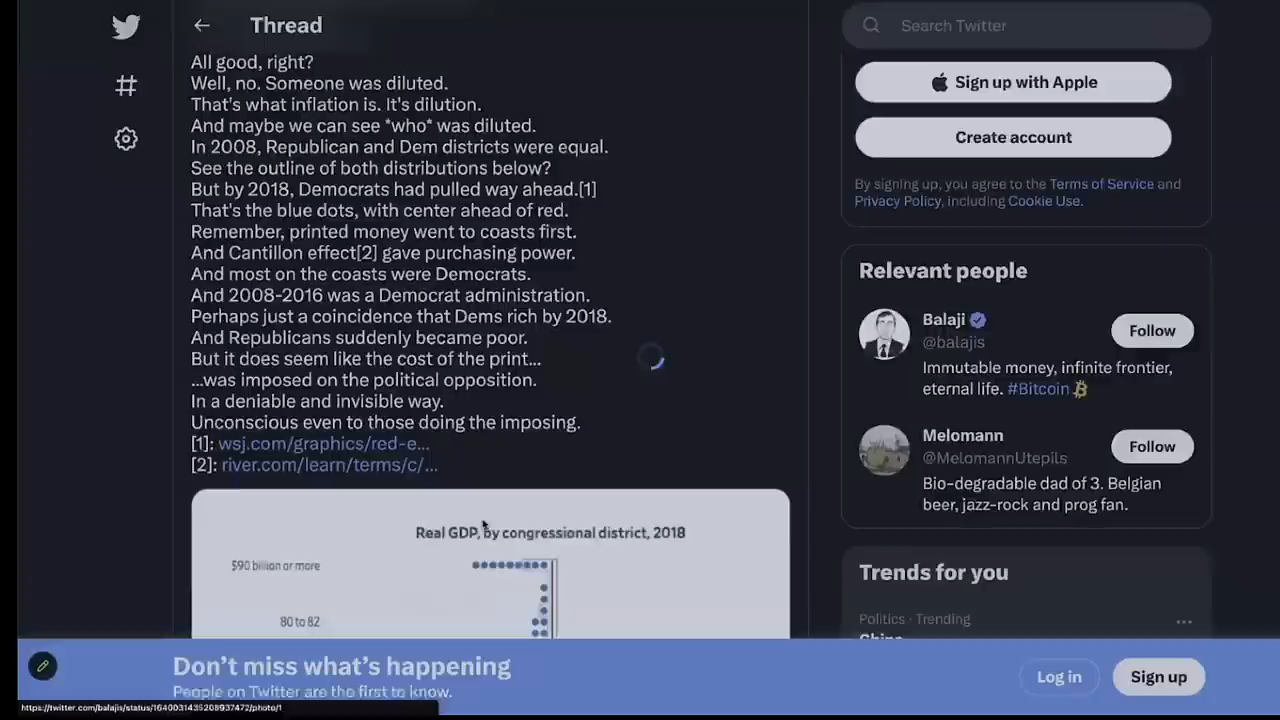 Thread
All good, right?
Well, no. Someone was diluted.
That's what inflation is. It's dilution.
And maybe we can see *who* was diluted.
In 2008, Republican and Dem districts were equal.
See the outline of both distributions below?
But by 2018, Democrats had pulled way ahead.[1]
That's the blue dots, with center ahead of red.
Remember, printed money went to coasts first.
And Cantillon effect[2] gave purchasing power.
And most on the coasts were Democrats.
And 2008-2016 was a Democrat administration.
Perhaps just a coincidence that Dems rich by 2018.
And Republicans suddenly became poor.
But it does seem like the cost of the print...
...was imposed on the political opposition.
In a deniable and invisible way.
Unconscious even to those doing the imposing.
[1]: wsj.com/graphics/red-e...
[2]: river.com/learn/terms/c/...
Real GDP, by congressional district, 2018
$90 billion or more
80 to 82
Search Twitter
Sign up with Apple
Create account
By signing up, you agree to the Terms of Service and
Privacy Policy, including Cookie Use.
Relevant people
Balaji
@balajis
Follow
Immutable money, infinite frontier,
eternal life. #Bitcoin
Melomann
@MelomannUtepils
Follow
Bio-degradable dad of 3. Belgian
beer, jazz-rock and prog fan.
Trends for you
Politics · Trending
China
Don't miss what's happening
People on Twitter are the first to know.
Log in
Sign up
https://twitter.com/balajis/status/1640031435208937472/photo/1